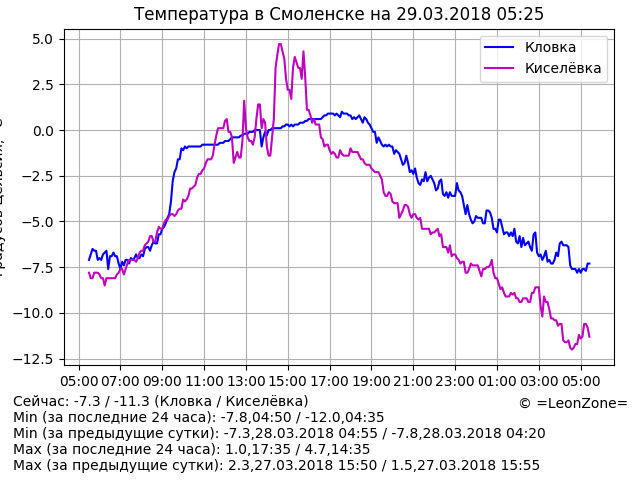 Температура в Смоленске на 29.03.2018 05:25
Кловка
Киселёвка
5.0
2.5
0.0
−2.5
−5.0
−7.5
−10.0
−12.5
05:00 07:00 09:00 11:00 13:00 15:00 17:00 19:00 21:00 23:00 01:00 03:00 05:00
Сейчас: -7.3 / -11.3 (Кловка / Киселёвка)
© =LeonZone=
Min (за последние 24 часа): -7.8,04:50 / -12.0,04:35
Min (за предыдущие сутки): -7.3,28.03.2018 04:55 / -7.8,28.03.2018 04:20
Max (за последние 24 часа): 1.0,17:35 / 4.7,14:35
Max (за предыдущие сутки): 2.3,27.03.2018 15:50 / 1.5,27.03.2018 15:55